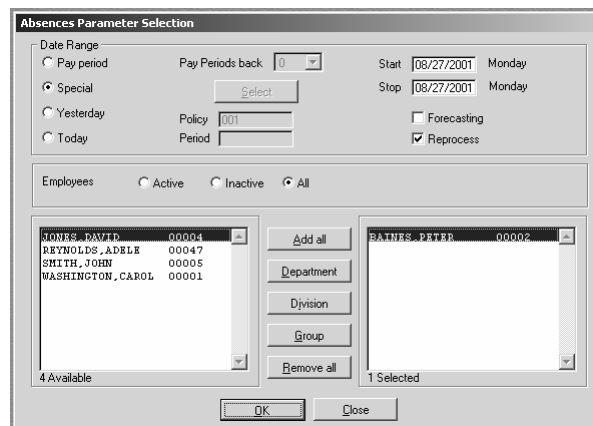 Absences Parameter Selection
Date Range
Pay period Pay Periods back 0 Start 08/27/2001 Monday
Special Select Stop 08/27/2001 Monday
Yesterday Policy 001 Forecasting
Today Period Reprocess
Employees Active Inactive All
JONES,DAVID 00004
REYNOLDS,ADELE 00047
SMITH,JOHN 00005
WASHINGTON,CAROL 00001
4 Available
Add all
Department
Division
Group
Remove all
BAINES,PETER 00002
1 Selected
OK Close